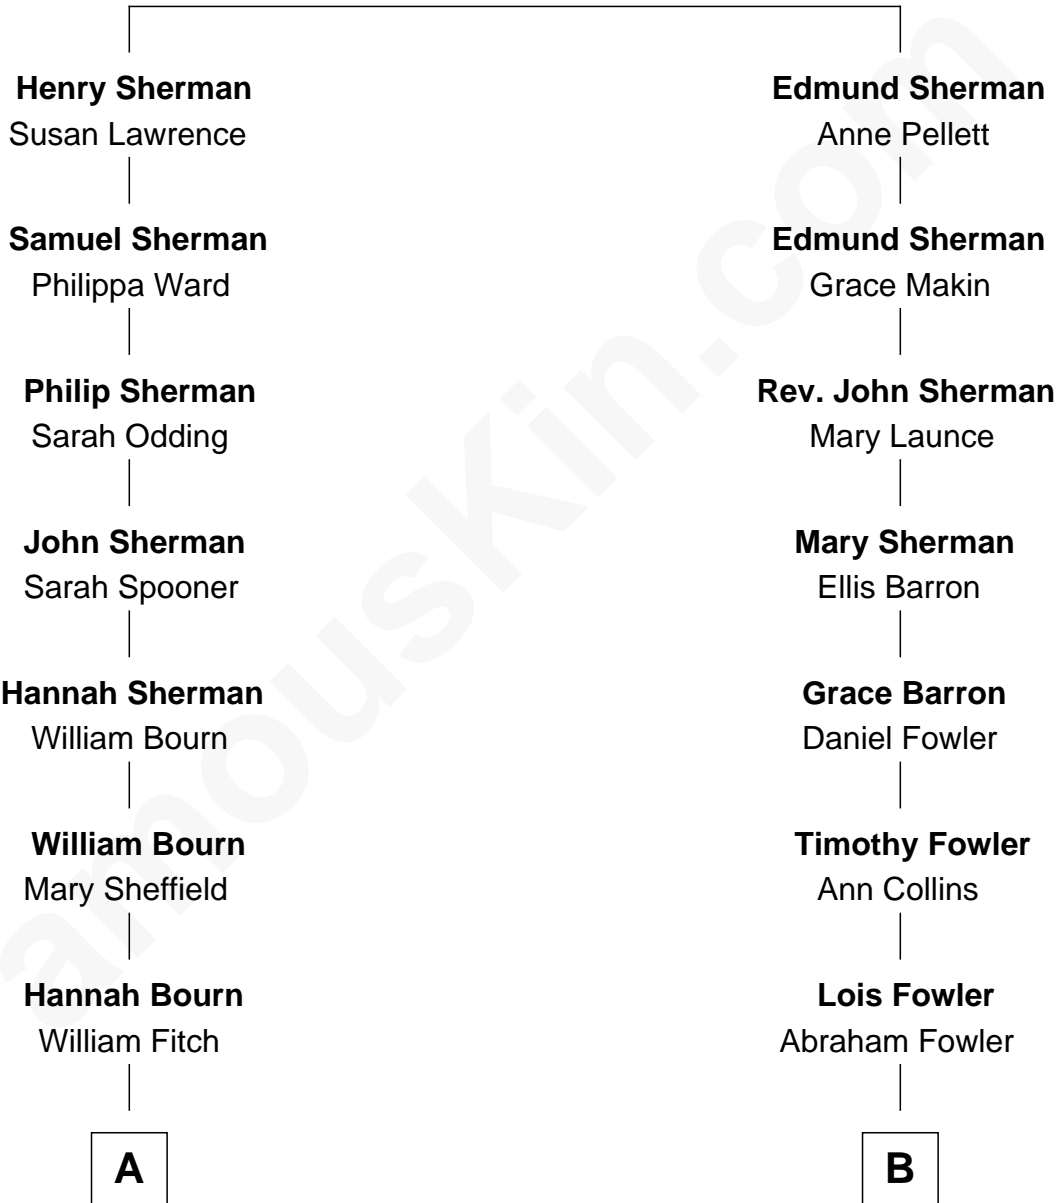 Henry Sherman
Susan Lawrence
Samuel Sherman
Philippa Ward
Philip Sherman
Sarah Odding
John Sherman
Sarah Spooner
Hannah Sherman
William Bourn
William Bourn
Mary Sheffield
Hannah Bourn
William Fitch
A
Edmund Sherman
Anne Pellett
Edmund Sherman
Grace Makin
Rev. John Sherman
Mary Launce
Mary Sherman
Ellis Barron
Grace Barron
Daniel Fowler
Timothy Fowler
Ann Collins
Lois Fowler
Abraham Fowler
B
amouskin.com